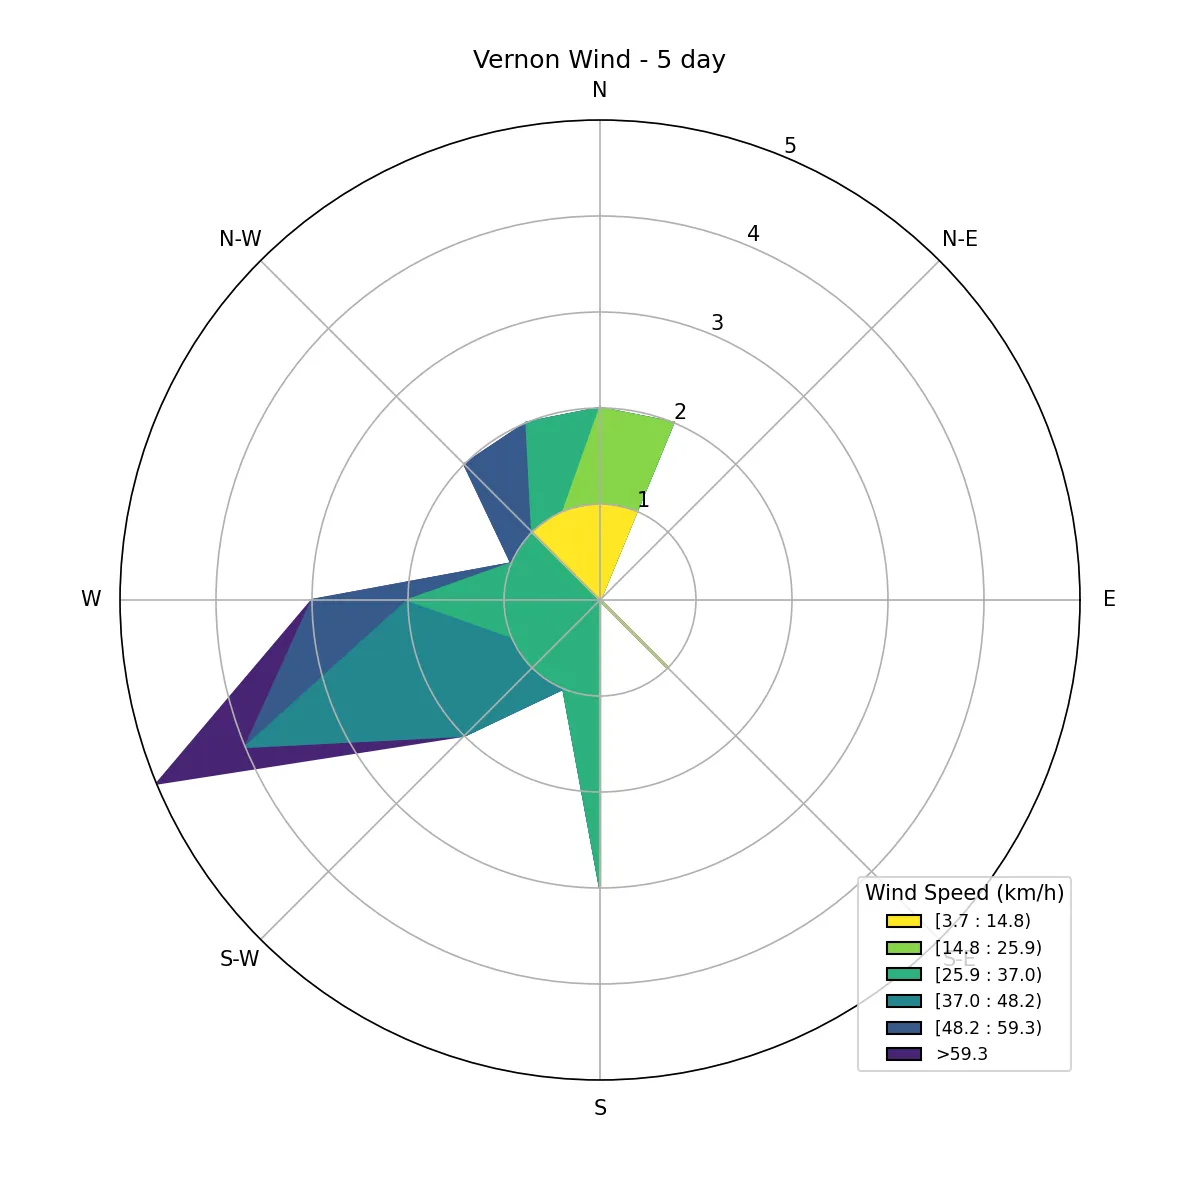 Vernon Wind - 5 day
N
5
N-W
N-E
4
3
2
1
W
E
S-W
S-E
S
Wind Speed (km/h)
[3.7 : 14.8)
[14.8 : 25.9)
[25.9 : 37.0)
[37.0 : 48.2)
[48.2 : 59.3)
>59.3